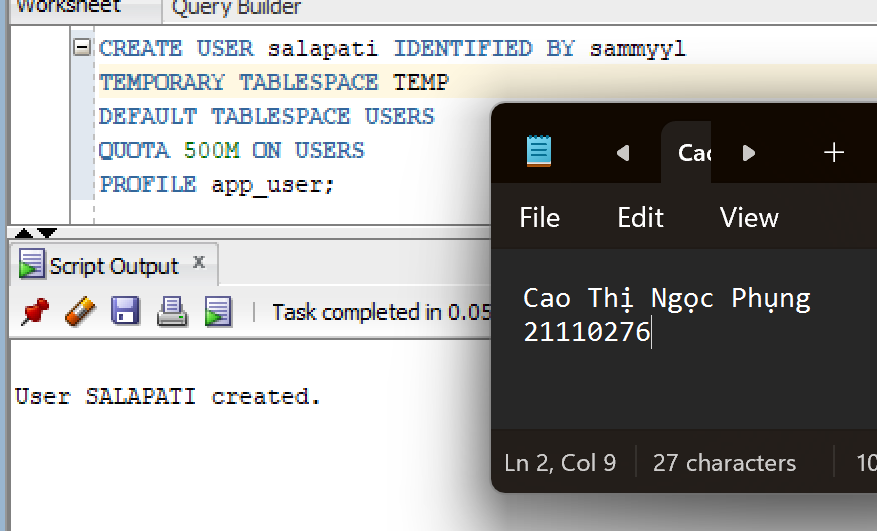 Worksheet Query Builder
CREATE USER salapati IDENTIFIED BY sammyyl
TEMPORARY TABLESPACE TEMP
DEFAULT TABLESPACE USERS
QUOTA 500M ON USERS
PROFILE app_user;
Script Output x
Task completed in 0.05
User SALAPATI created.
File Edit View
Cao Thị Ngọc Phụng
21110276
Ln 2, Col 9 27 characters